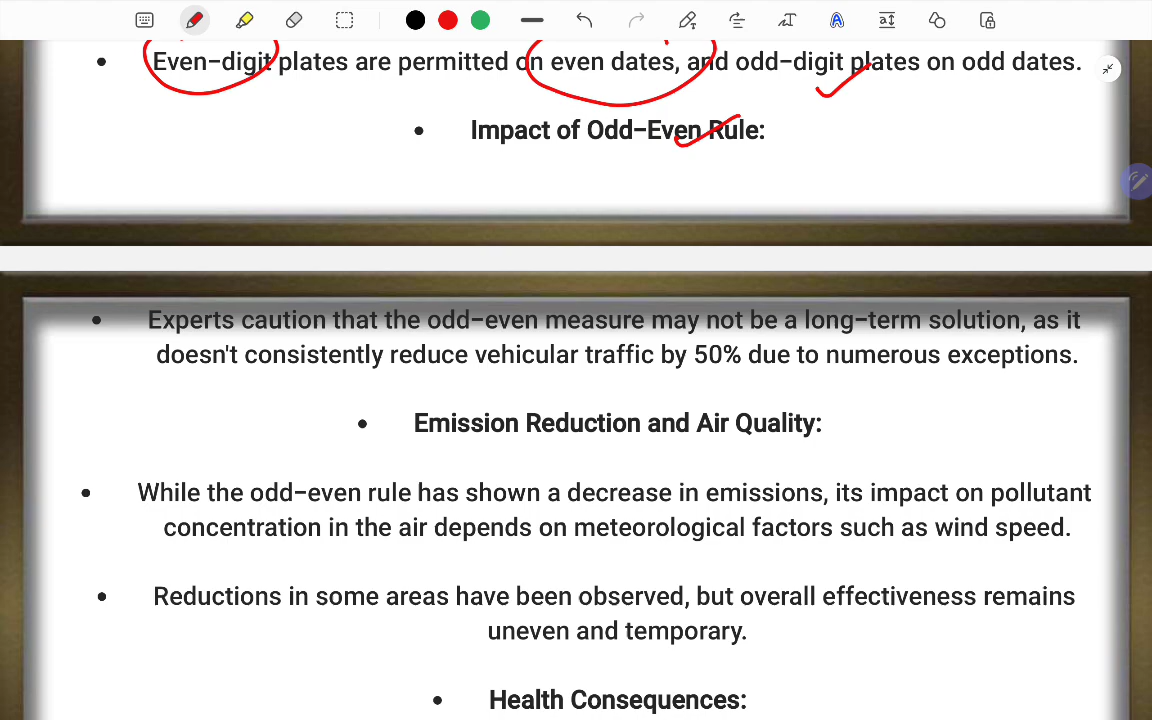 • Even-digit plates are permitted on even dates, and odd-digit plates on odd dates.
• Impact of Odd-Even Rule:
• Experts caution that the odd-even measure may not be a long-term solution, as it
doesn't consistently reduce vehicular traffic by 50% due to numerous exceptions.
• Emission Reduction and Air Quality:
• While the odd-even rule has shown a decrease in emissions, its impact on pollutant
concentration in the air depends on meteorological factors such as wind speed.
• Reductions in some areas have been observed, but overall effectiveness remains
uneven and temporary.
• Health Consequences: